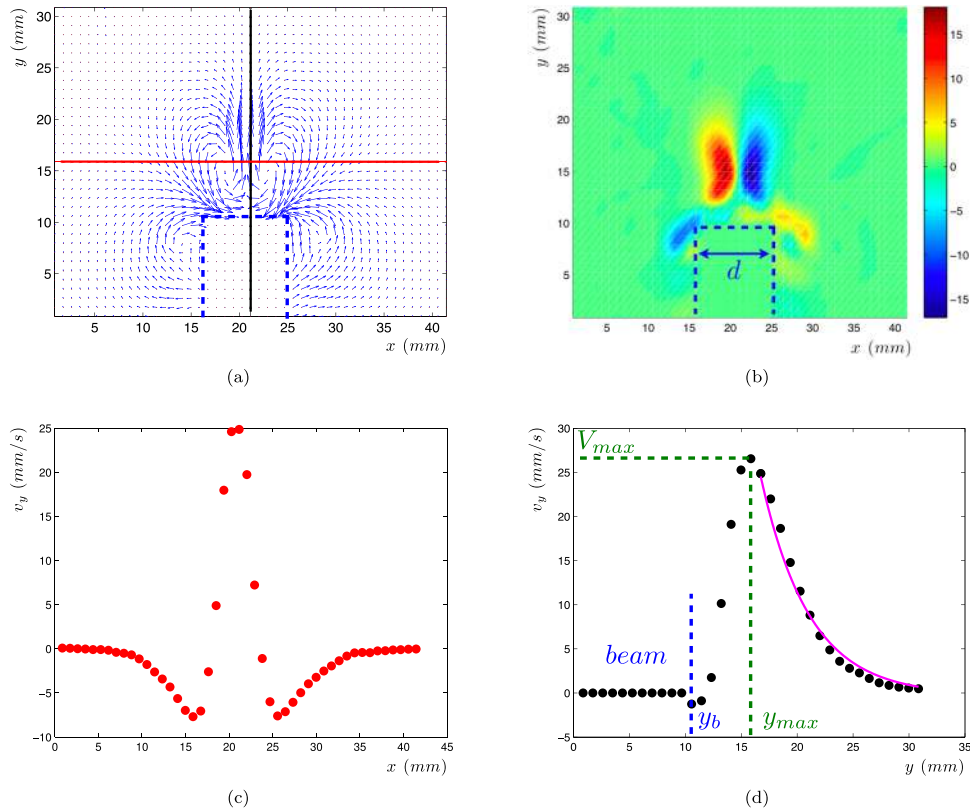 y (mm)
30
25
20
15
10
5
5 10 15 20 25 30 35 40
x (mm)
(a)
y (mm)
30
25
20
15
10
5
d
5 10 15 20 25 30 35 40
x (mm)
15
10
5
0
−5
−10
−15
(b)
v_y (mm/s)
25
20
15
10
5
0
−5
−10
0 5 10 15 20 25 30 35 40 45
x (mm)
(c)
v_y (mm/s)
30
25
20
15
10
5
0
−5
V_max
beam
y_b
y_max
0 5 10 15 20 25 30 35
y (mm)
(d)